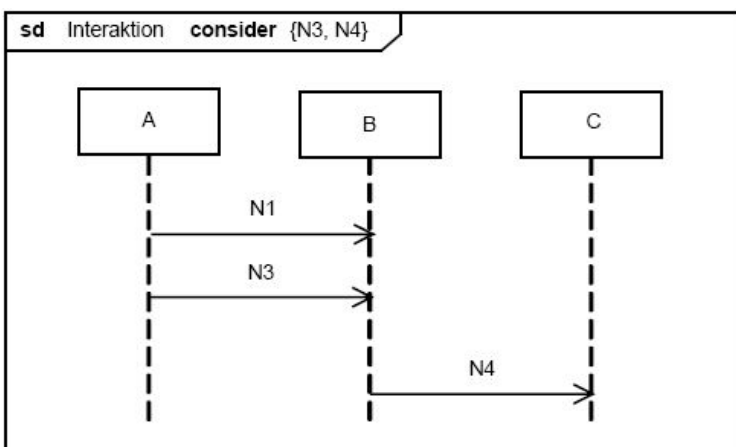 sd Interaktion consider {N3, N4}
A
B
C
N1
N3
N4